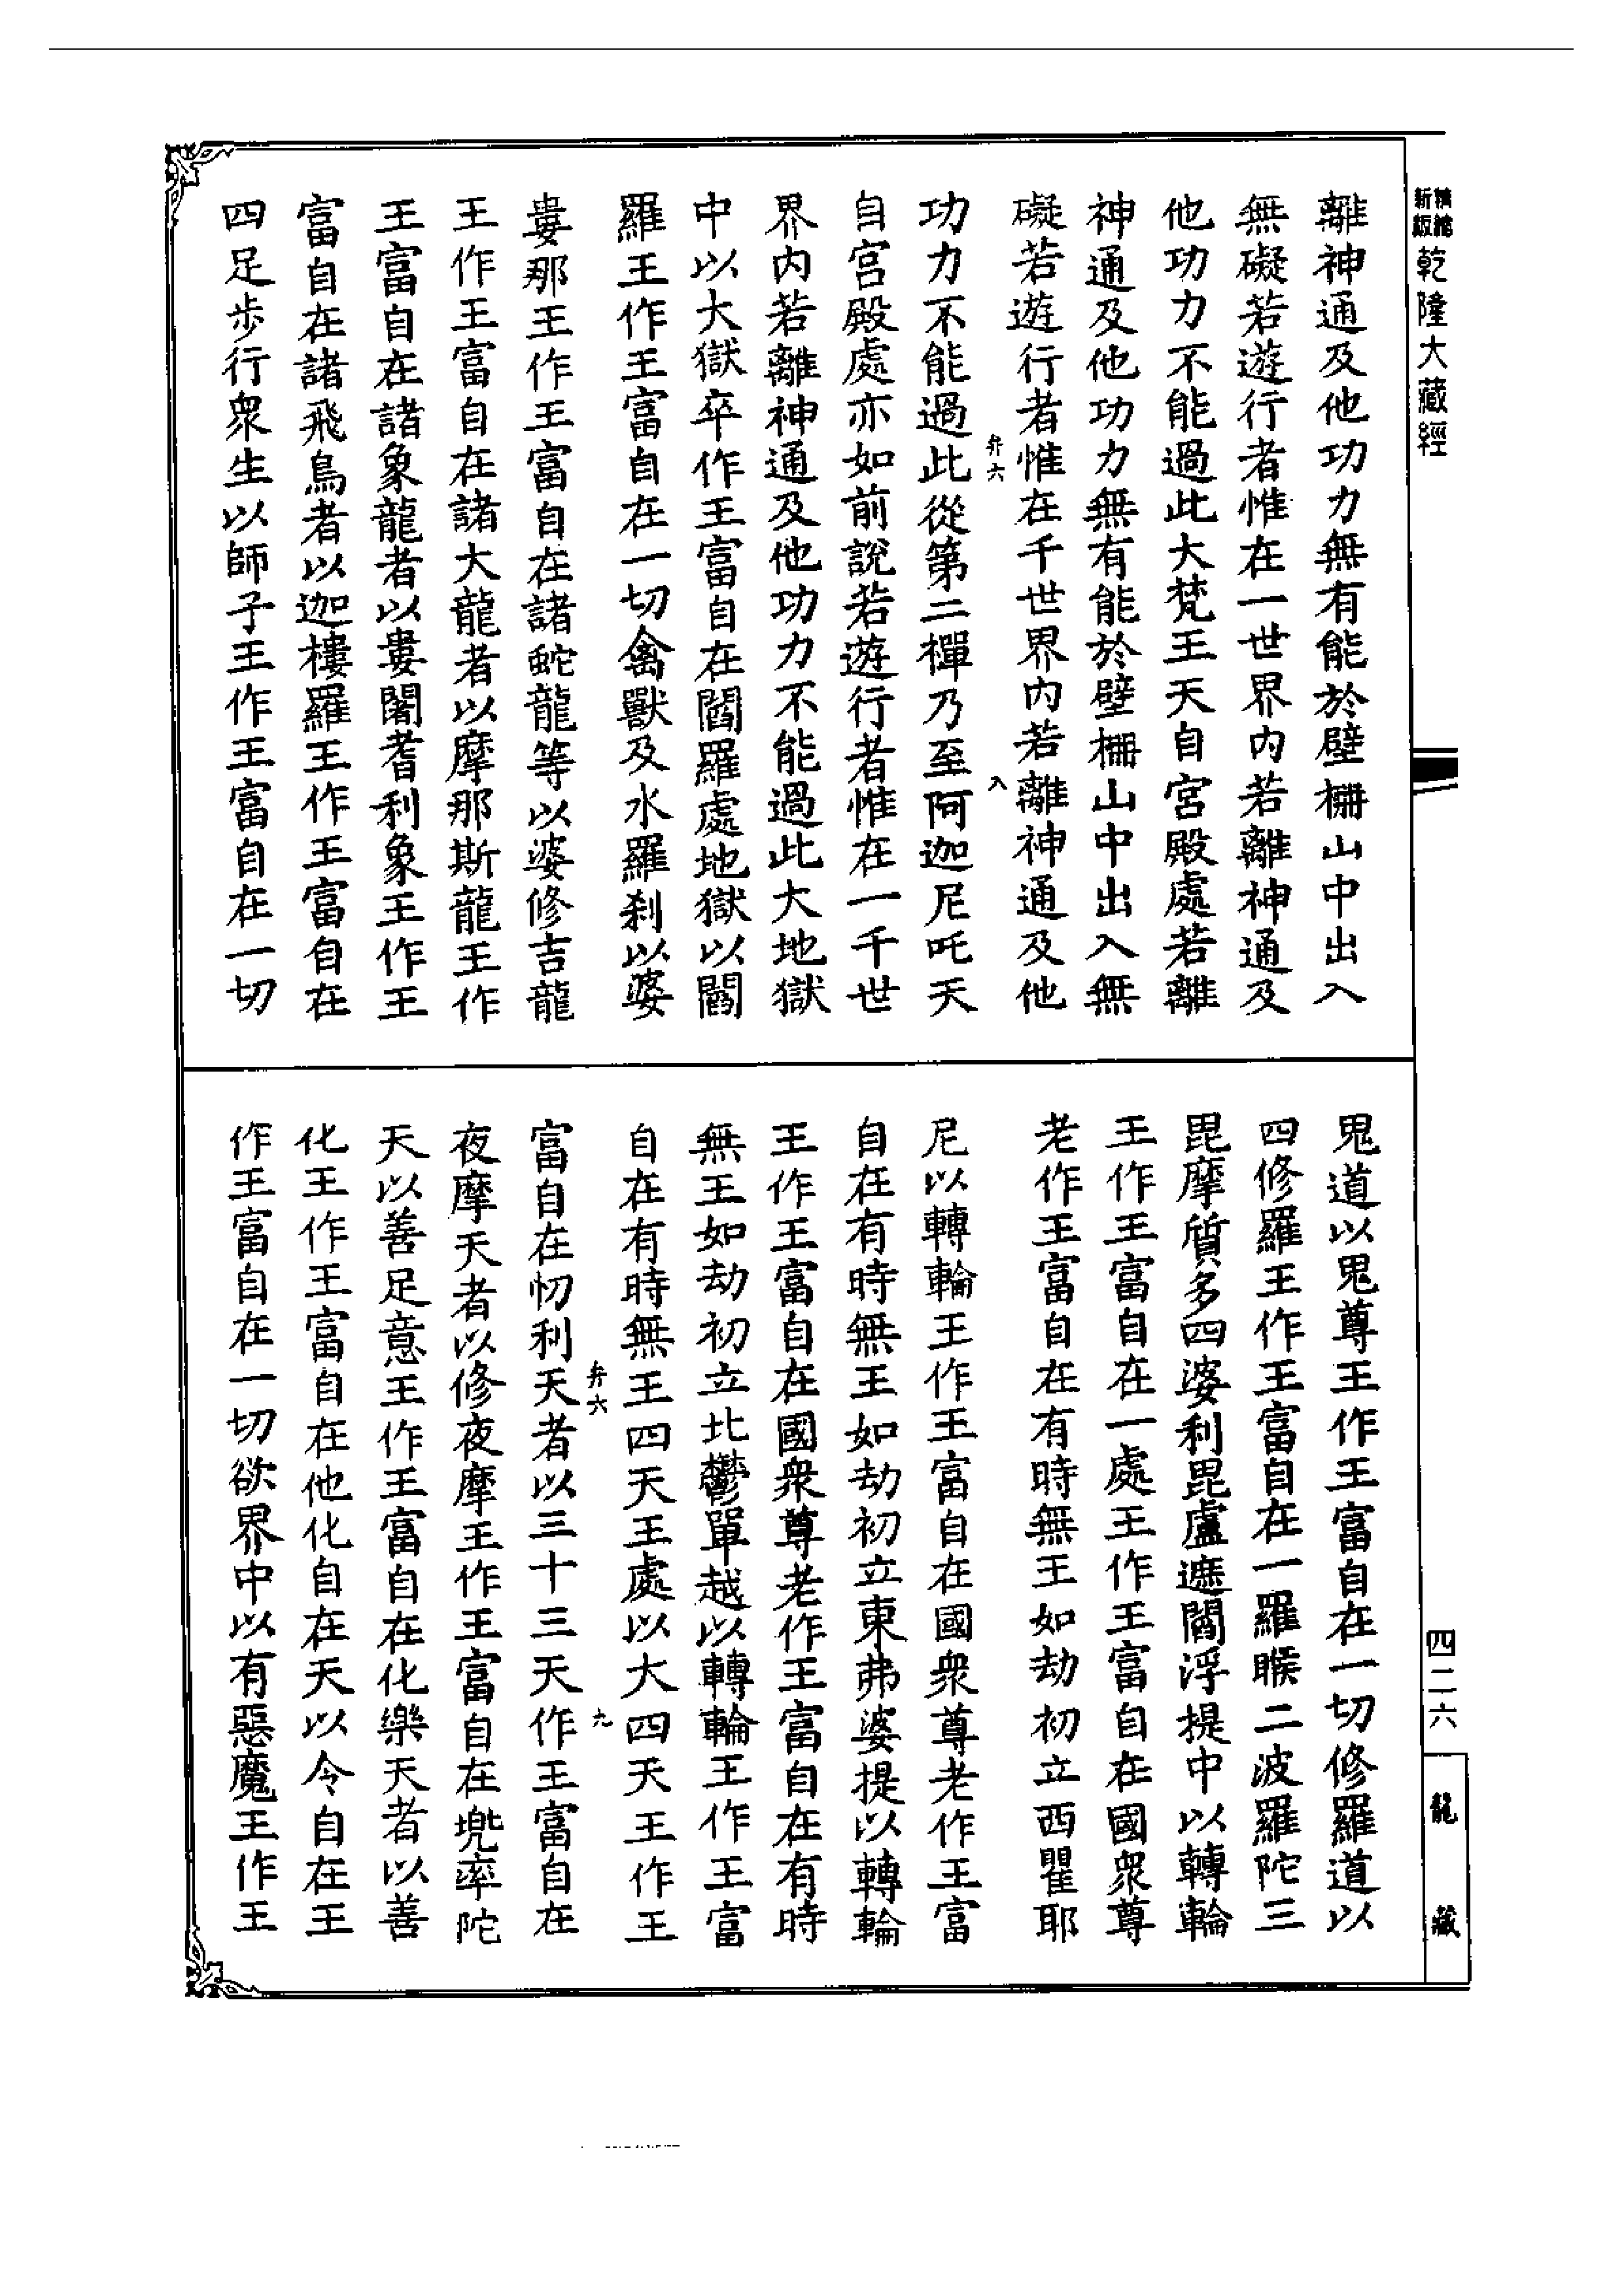 精縮
新版
乾隆大藏經
離神通及他功力無有能於壁柵山中出入
無礙若遊行者惟在一世界內若離神通及
他功力不能過此大梵王天自宮殿處若離
神通及他功力無有能於壁柵山中出入無
礙若遊行者惟在千世界內若離神通及他
弁六
八
功力不能過此從第二禪乃至阿迦尼吒天
自宮殿處亦如前說若遊行者惟在一千世
界內若離神通及他功力不能過此大地獄
中以大獄卒作王富自在閻羅處地獄以閻
羅王作王富自在一切禽獸及水羅刹以婆
婁那王作王富自在諸蛇龍等以婆修吉龍
王作王富自在諸大龍者以摩那斯龍王作
王富自在諸象龍者以婁闍耆利象王作王
富自在諸飛鳥者以迦樓羅王作王富自在
四足步行衆生以師子王作王富自在一切
鬼道以鬼尊王作王富自在一切修羅道以
四修羅王作王富自在一羅睺二波羅陀三
毘摩質多四婆利毘盧遮閻浮提中以轉輪
王作王富自在一處王作王富自在國衆尊
老作王富自在有時無王如劫初立西瞿耶
尼以轉輪王作王富自在國衆尊老作王富
自在有時無王如劫初立東弗婆提以轉輪
王作王富自在國衆尊老作王富自在有時
無王如劫初立北鬱單越以轉輪王作王富
自在有時無王四天王處以大四天王作王
弁六
九
富自在忉利天者以三十三天作王富自在
夜摩天者以修夜摩王作王富自在兜率陀
天以善足意王作王富自在化樂天者以善
化王作王富自在他化自在天以令自在王
作王富自在一切欲界中以有惡魔王作王
四二六
龍藏